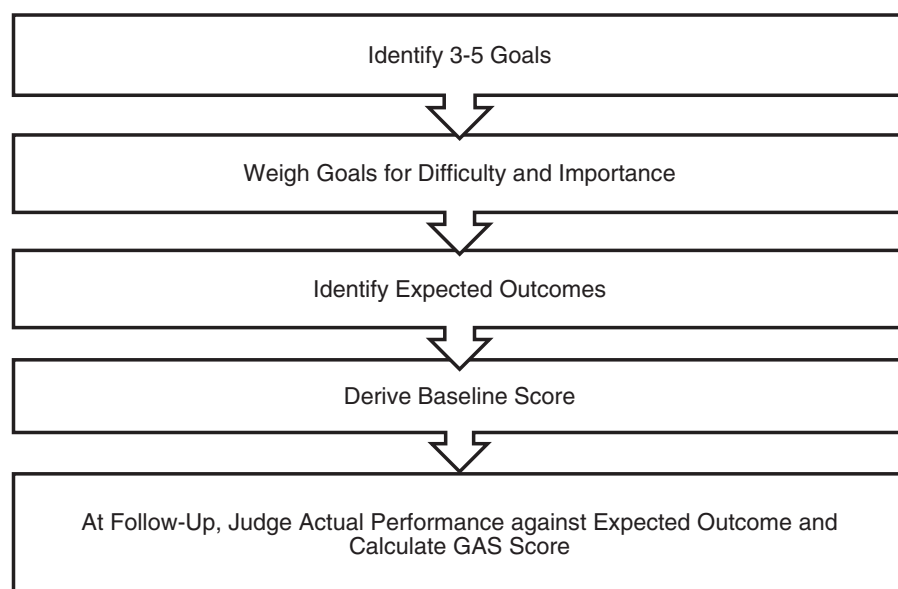 Identify 3-5 Goals
Weigh Goals for Difficulty and Importance
Identify Expected Outcomes
Derive Baseline Score
At Follow-Up, Judge Actual Performance against Expected Outcome and
Calculate GAS Score